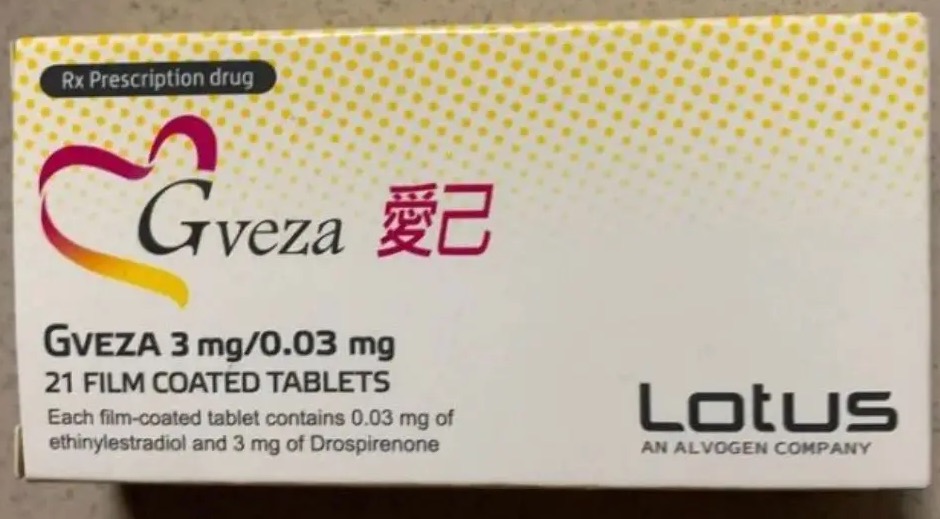 Rx Prescription drug
Gveza 愛己
GVEZA 3 mg/0.03 mg
21 FILM COATED TABLETS
Each film-coated tablet contains 0.03 mg of
ethinylestradiol and 3 mg of Drospirenone
Lotus
AN ALVOGEN COMPANY